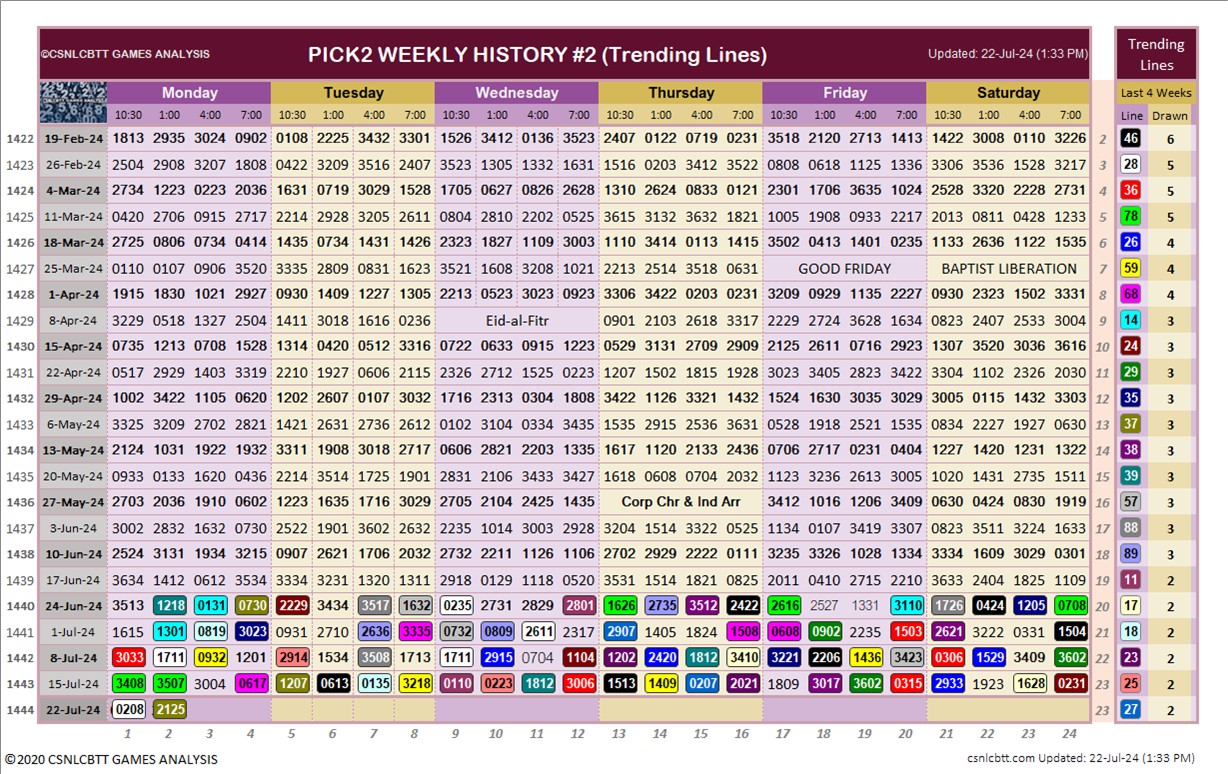 ©CSNLCBTT GAMES ANALYSIS PICK2 WEEKLY HISTORY #2 (Trending Lines) Updated: 22-Jul-24 (1:33 PM) Trending Lines
Monday Tuesday Wednesday Thursday Friday Saturday Last 4 Weeks
10:30 1:00 4:00 7:00 10:30 1:00 4:00 7:00 10:30 1:00 4:00 7:00 10:30 1:00 4:00 7:00 10:30 1:00 4:00 7:00 10:30 1:00 4:00 7:00 Line Drawn
1422 19-Feb-24 1813 2935 3024 0902 0108 2225 3432 3301 1526 3412 0136 3523 2407 0122 0719 0231 3518 2120 2713 1413 1422 3008 0110 3226 2 46 6
1423 26-Feb-24 2504 2908 3207 1808 0422 3209 3516 2407 3523 1305 1332 1631 1516 0203 3412 3522 0808 0618 1125 1336 3306 3536 1528 3217 3 28 5
1424 4-Mar-24 2734 1223 0223 2036 1631 0719 3029 1528 1705 0627 0826 2628 1310 2624 0833 0121 2301 1706 3635 1024 2528 3320 2228 2731 4 36 5
1425 11-Mar-24 0420 2706 0915 2717 2214 2928 3205 2611 0804 2810 2202 0525 3615 3132 3632 1821 1005 1908 0933 2217 2013 0811 0428 1233 5 78 5
1426 18-Mar-24 2725 0806 0734 0414 1435 0734 1431 1426 2323 1827 1109 3003 1110 3414 0113 1415 3502 0413 1401 0235 1133 2636 1122 1535 6 26 4
1427 25-Mar-24 0110 0107 0906 3520 3335 2809 0831 1623 3521 1608 3208 1021 2213 2514 3518 0631 GOOD FRIDAY BAPTIST LIBERATION 7 59 4
1428 1-Apr-24 1915 1830 1021 2927 0930 1409 1227 1305 2213 0523 3023 0923 3306 3422 0203 0231 3209 0929 1135 2227 0930 2323 1502 3331 8 68 4
1429 8-Apr-24 3229 0518 1327 2504 1411 3018 1616 0231 Eid-al-Fitr 0901 2103 2618 3317 2229 2724 3628 1634 0823 2407 2533 3004 9 14 3
1430 15-Apr-24 0735 1213 0708 1528 1314 0420 0512 3316 0722 0633 0915 1223 0529 3131 2709 2909 2125 2611 0716 2923 1307 3520 3036 3616 10 24 3
1431 22-Apr-24 0517 2929 1403 3319 2210 1927 0606 2115 2326 2712 1525 0223 1207 1502 1815 1928 3023 3405 2823 3422 3304 1102 2326 2030 11 29 3
1432 29-Apr-24 1002 3422 1105 0620 1202 2607 0107 3032 1716 2313 0304 1808 3422 1126 3321 1432 1524 1630 3035 3029 0005 0115 1432 3303 12 35 3
1433 6-May-24 3325 3209 2702 2821 1421 2631 2736 2612 0102 3104 0334 3435 1535 2915 2536 3631 0528 1918 2521 1535 0834 2227 1927 0630 13 37 3
1434 13-May-24 2124 1031 1922 1932 3311 1908 3018 2717 0606 2821 2203 1335 1617 1120 2133 2436 0706 2717 0231 0404 1227 1420 1231 1322 14 38 3
1435 20-May-24 0933 0133 1620 0436 2214 3514 1725 1903 2831 2103 3433 3427 1618 0608 3704 2032 1123 3236 2613 3005 1020 1431 2735 1511 15 39 3
1436 27-May-24 2703 2036 1910 0602 1223 1635 1716 3029 2705 2104 2425 1435 Corp Chr & Ind Arr 3412 1016 1206 3409 0630 0424 0830 1919 16 57 3
1437 3-Jun-24 3002 2832 1632 0730 2522 1901 3602 2632 2235 1014 3003 2928 3204 1514 3322 0525 1134 0107 3419 3307 0823 3511 3224 1633 17 88 3
1438 10-Jun-24 2524 3131 1934 3215 0907 2621 1706 2032 2732 2211 1126 1106 2702 2929 2222 0111 3235 3326 1028 1334 3334 1609 3029 0301 18 89 3
1439 17-Jun-24 3634 1412 0612 3534 3334 3231 1320 1311 2918 0129 1118 0520 3531 1514 1821 0825 2011 0410 2715 2210 3633 2404 1825 1109 19 11 2
1440 24-Jun-24 3513 1218 0131 0730 2229 3434 3517 1632 0235 2731 2829 2801 1626 2735 3512 2422 2616 2527 1331 3110 1726 0424 1205 0708 20 17 2
1441 1-Jul-24 1615 1301 0819 3023 0931 2710 2636 3335 0732 0809 2611 2317 2907 1405 1824 1508 0608 0902 2235 1503 2621 3222 0331 1504 21 18 2
1442 8-Jul-24 3033 1711 0932 1201 2914 1534 3508 1713 1711 2915 0704 1104 1202 2420 1812 3410 3221 2206 1436 3423 0306 1529 3409 3602 22 23 2
1443 15-Jul-24 3408 3507 3004 0617 1207 0613 0135 3218 0110 0223 1812 3006 1513 1409 0207 2021 1809 3017 3602 0315 2933 1923 1628 0231 23 25 2
1444 22-Jul-24 0208 2125 23 27 2
1 2 3 4 5 6 7 8 9 10 11 12 13 14 15 16 17 18 19 20 21 22 23 24
©2020 CSNLCBTT GAMES ANALYSIS csnlcbtt.com Updated: 22-Jul-24 (1:33 PM)